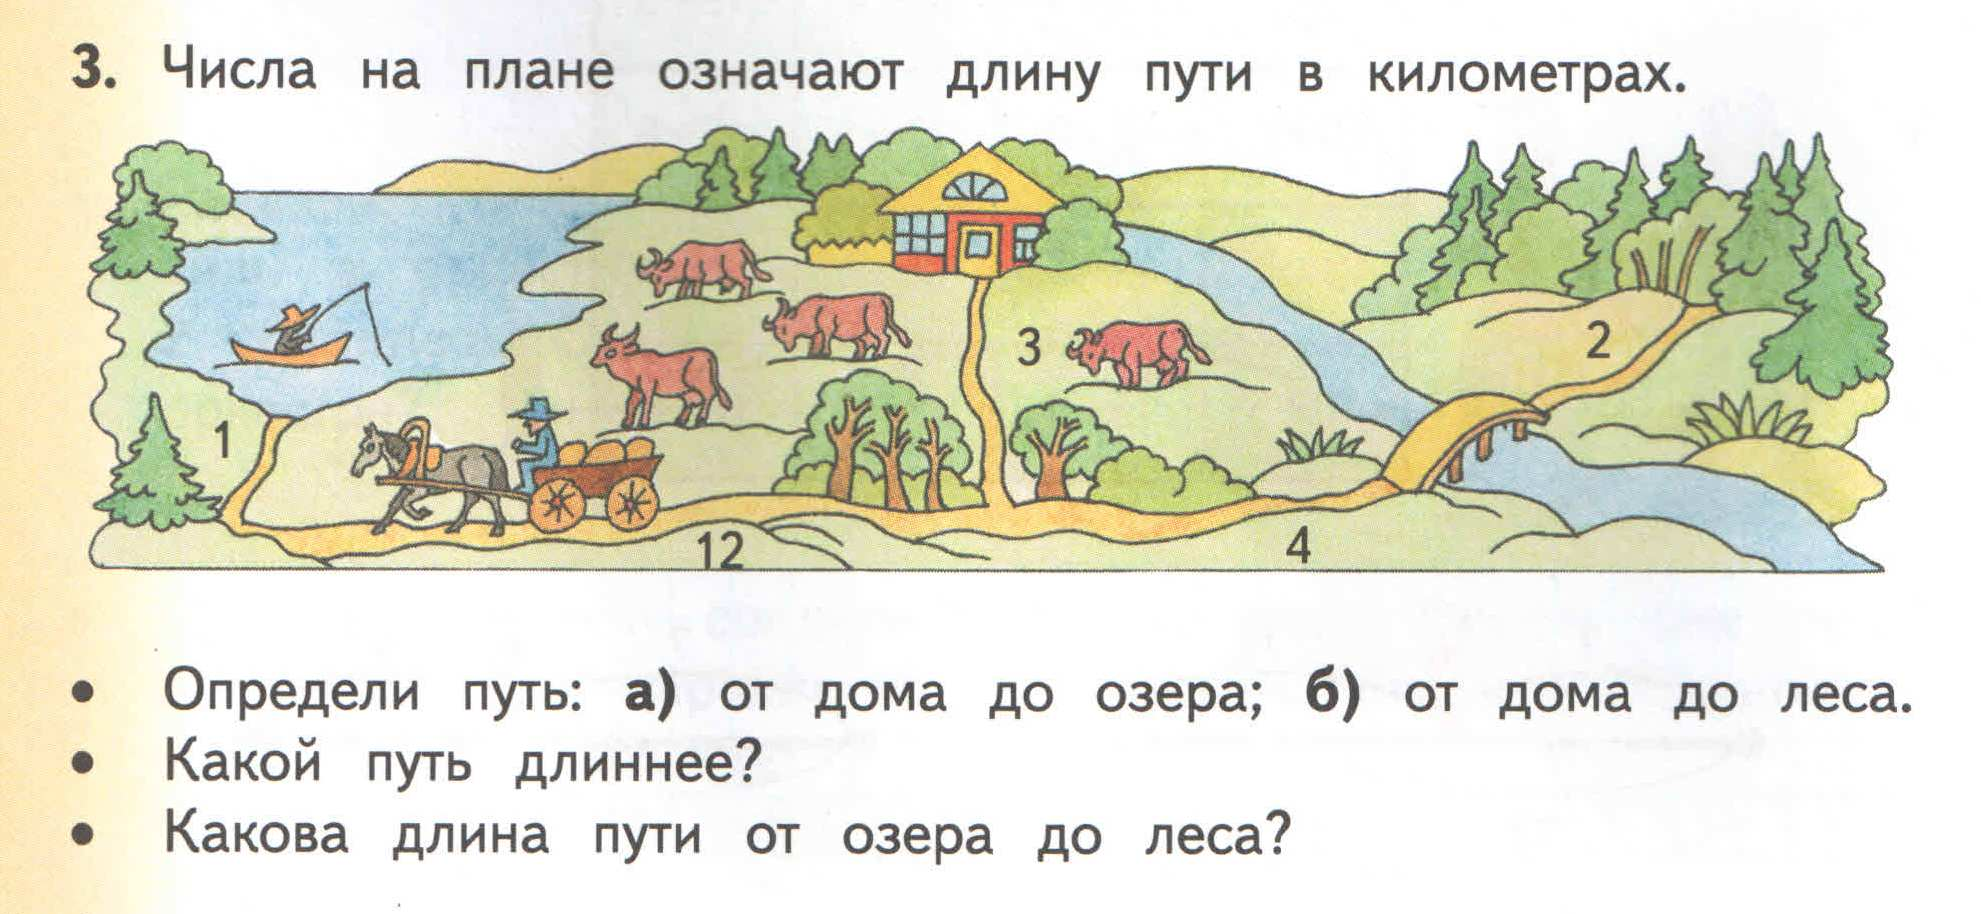 3. Числа на плане означают длину пути в километрах.
3
2
1
12
4
• Определи путь: а) от дома до озера; б) от дома до леса.
• Какой путь длиннее?
• Какова длина пути от озера до леса?